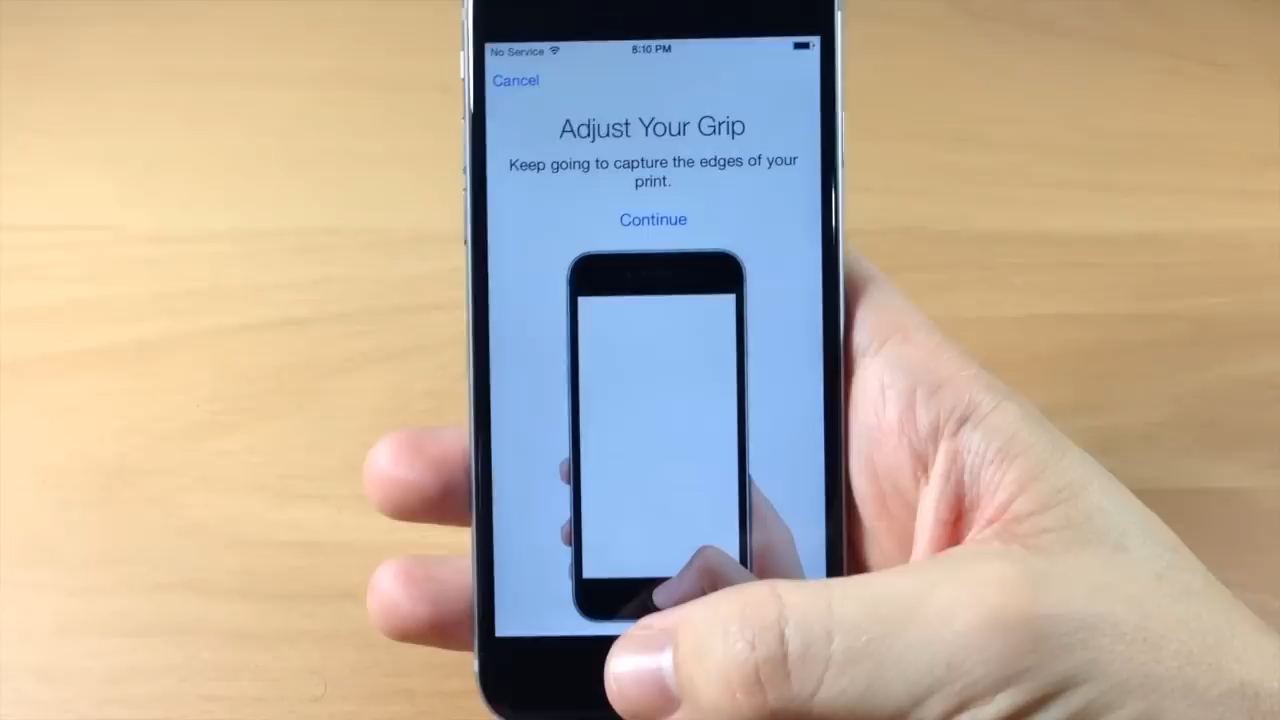 No Service 8:10 PM
Cancel
Adjust Your Grip
Keep going to capture the edges of your
print.
Continue